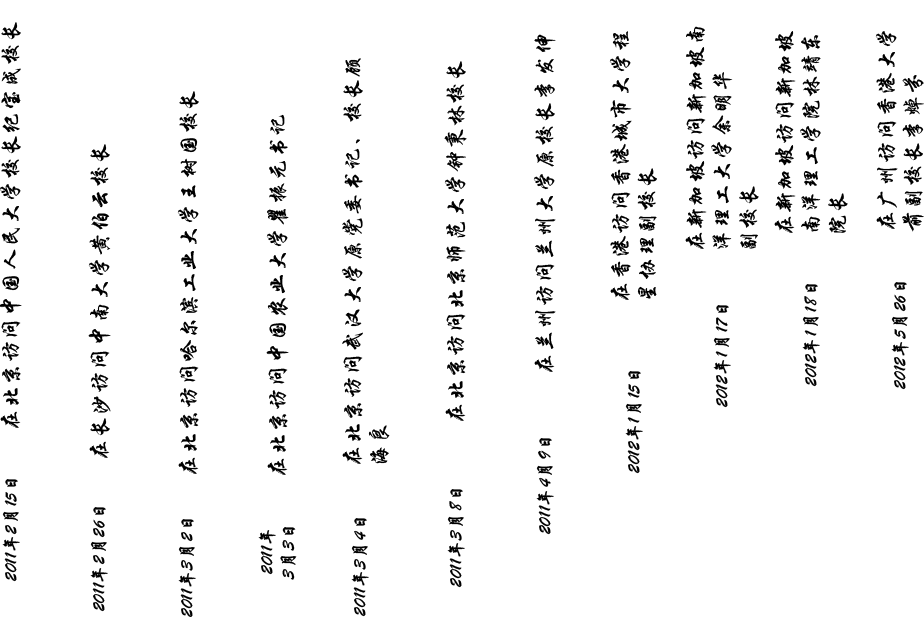 2011年2月15日
在北京访问中国人民大学校长纪宝成校长
2011年2月26日
在长沙访问中南大学黄伯云校长
2011年3月2日
在北京访问哈尔滨工业大学王树国校长
2011年
3月3日
在北京访问中国农业大学瞿振元书记
2011年3月4日
在北京访问武汉大学原党委书记、校长顾
海良
2011年3月8日
在北京访问北京师范大学钟秉林校长
2011年4月9日
在兰州访问兰州大学原校长李发伸
2012年1月15日
在香港访问香港城市大学程
星协理副校长
2012年1月17日
在新加坡访问新加坡南
洋理工大学余明华
副校长
2012年1月18日
在新加坡访问新加坡
南洋理工学院林靖东
院长
2012年5月26日
在广州访问香港大学
前副校长李焯芬